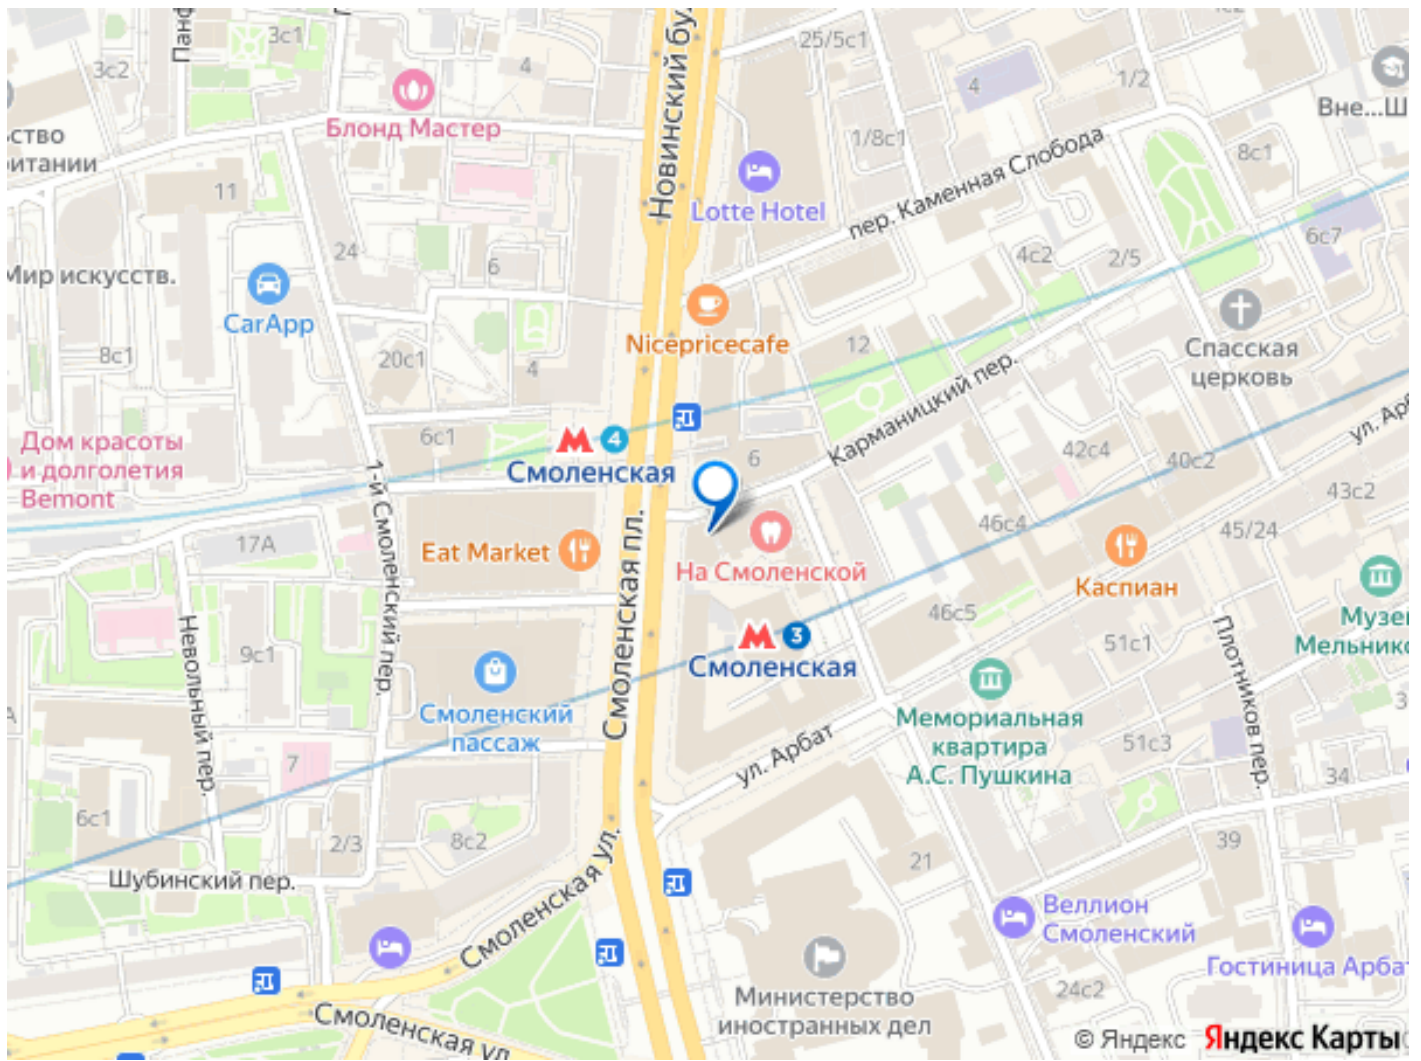 3с1
3с2
4
Новинский бу
25/5с1
1с2
4
1/2
Вне...Ш
Блонд Мастер
ство
итании
11
1/8с1
пер. Каменная Слобода
8с1
Lotte Hotel
24
6
Мир искусств.
CarApp
4с2
2/5
6с7
8с1
20с1
4
Nicepricecafe
12
Карманицкий пер.
Спасская
церковь
Дом красоты
и долголетия
Bemont
6с1
4
Смоленская
6
42с4
40с2
ул. Арб
43с2
1-й Смоленский пер.
17А
Eat Market
Смоленская пл.
На Смоленской
46с4
45/24
Каспиан
Музе
Мельнико
Невольный пер.
9с1
3
Смоленская
46с5
51с1
Плотников пер.
Смоленский
пассаж
ул. Арбат
Мемориальная
квартира
А.С. Пушкина
51с3
7
34
6с1
2/3
8с2
Шубинский пер.
Смоленская ул.
21
39
Веллион
Смоленский
Гостиница Арбат
Министерство
иностранных дел
24с2
Смоленская ул
© Яндекс Яндекс Карты